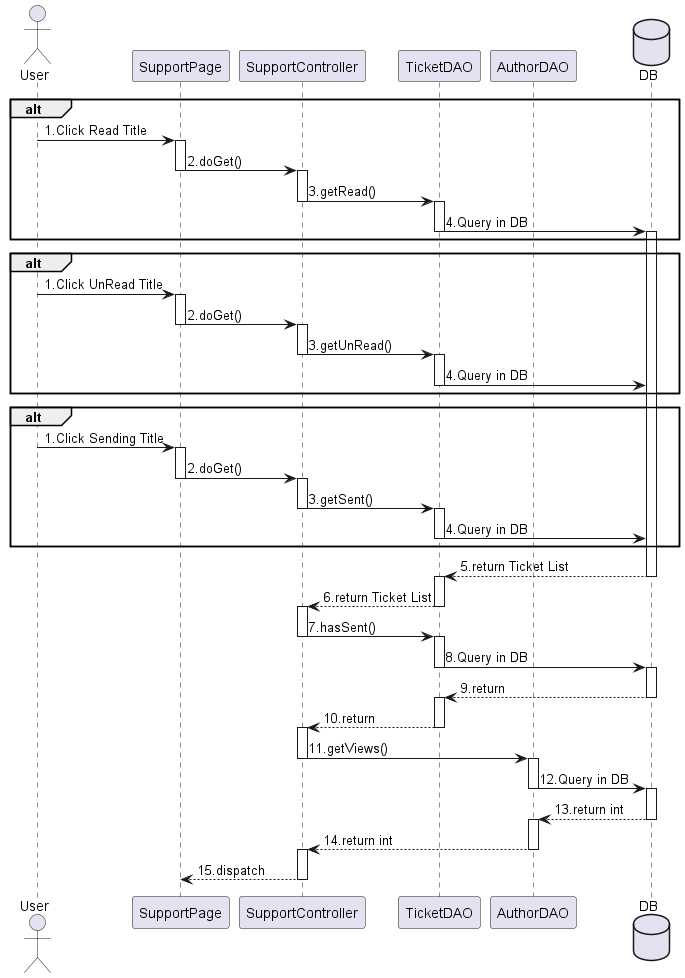 User
SupportPage
SupportController
TicketDAO
AuthorDAO
DB
alt
1.Click Read Title
2.doGet()
3.getRead()
4.Query in DB
alt
1.Click UnRead Title
2.doGet()
3.getUnRead()
4.Query in DB
alt
1.Click Sending Title
2.doGet()
3.getSent()
4.Query in DB
5.return Ticket List
6.return Ticket List
7.hasSent()
8.Query in DB
9.return
10.return
11.getViews()
12.Query in DB
13.return int
14.return int
15.dispatch
User
SupportPage
SupportController
TicketDAO
AuthorDAO
DB